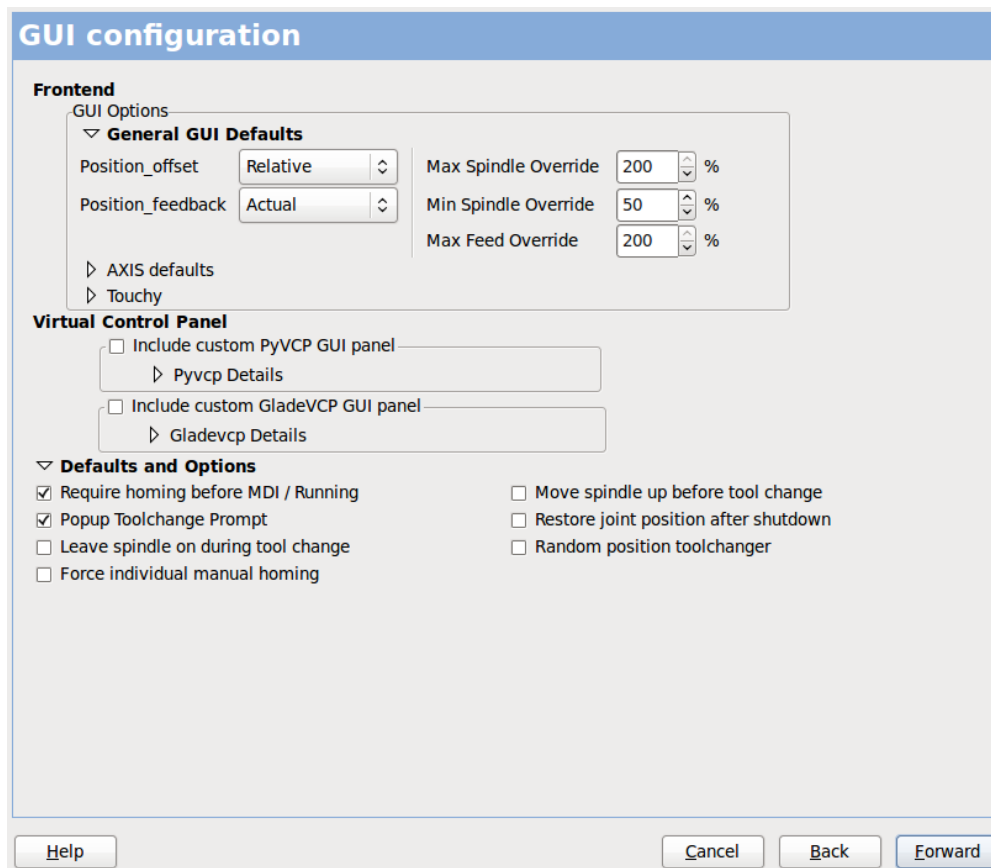 GUI configuration
Frontend
GUI Options
General GUI Defaults
Position_offset Relative Max Spindle Override 200 %
Position_feedback Actual Min Spindle Override 50 %
Max Feed Override 200 %
AXIS defaults
Touchy
Virtual Control Panel
Include custom PyVCP GUI panel
Pyvcp Details
Include custom GladeVCP GUI panel
Gladevcp Details
Defaults and Options
Require homing before MDI / Running Move spindle up before tool change
Popup Toolchange Prompt Restore joint position after shutdown
Leave spindle on during tool change Random position toolchanger
Force individual manual homing
Help Cancel Back Forward